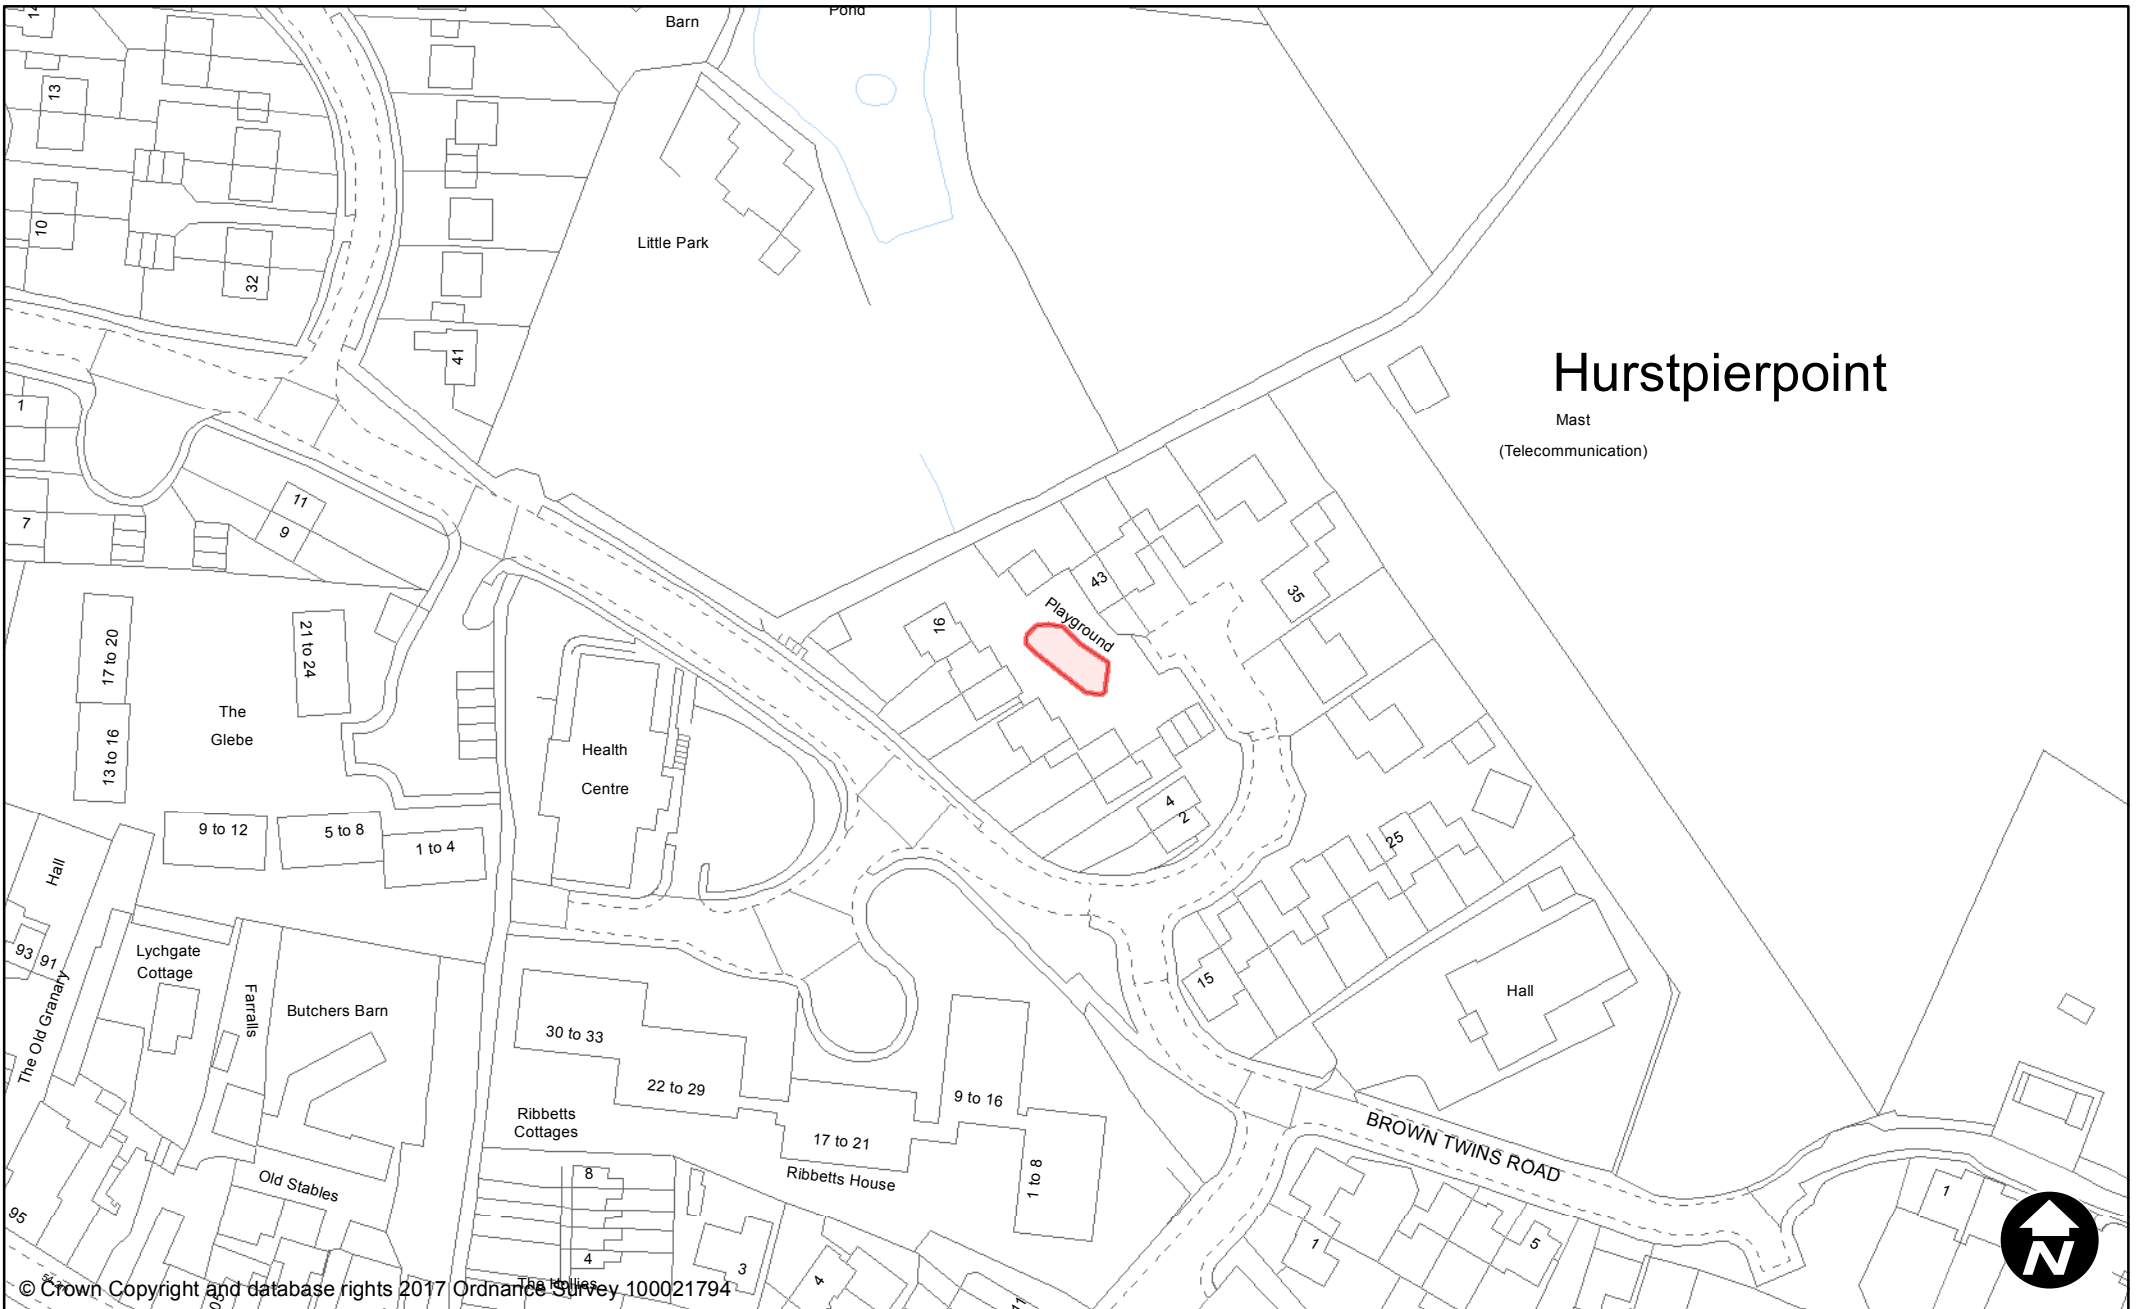 Barn
Pond
14
13
10
32
41
Little Park
Hurstpierpoint
Mast
(Telecommunication)
1
7
11
9
43
35
Playground
16
17 to 20
21 to 24
The
Glebe
13 to 16
Health
Centre
9 to 12
5 to 8
1 to 4
4
2
25
Hall
93
91
Lychgate
Cottage
The Old Granary
Farralls
Butchers Barn
15
Hall
30 to 33
22 to 29
9 to 16
Ribbetts
Cottages
17 to 21
Ribbetts House
1 to 8
BROWN TWINS ROAD
Old Stables
8
4
95
3
4
1
5
1
11
The Hollies
N
© Crown Copyright and database rights 2017 Ordnance Survey 100021794